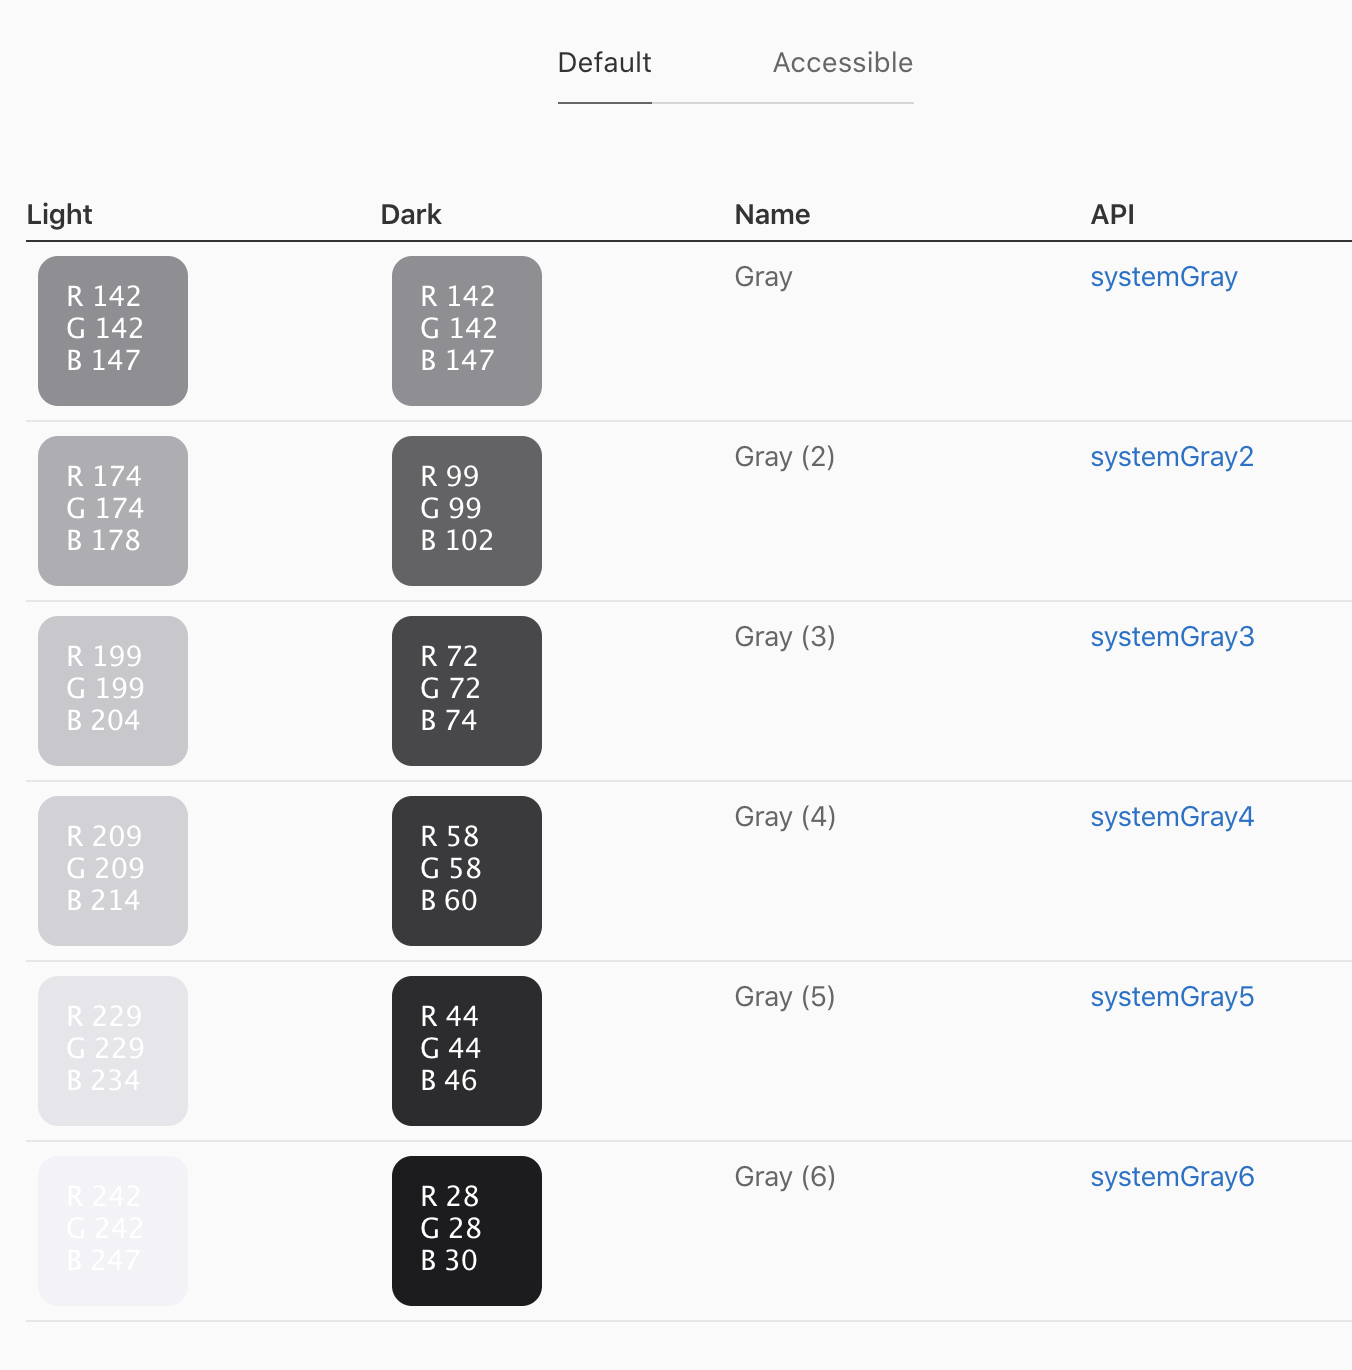 Default Accessible
Light Dark Name API
R 142
G 142
B 147
R 142
G 142
B 147
Gray
systemGray
R 174
G 174
B 178
R 99
G 99
B 102
Gray (2)
systemGray2
R 199
G 199
B 204
R 72
G 72
B 74
Gray (3)
systemGray3
R 209
G 209
B 214
R 58
G 58
B 60
Gray (4)
systemGray4
R 229
G 229
B 234
R 44
G 44
B 46
Gray (5)
systemGray5
R 242
G 242
B 247
R 28
G 28
B 30
Gray (6)
systemGray6